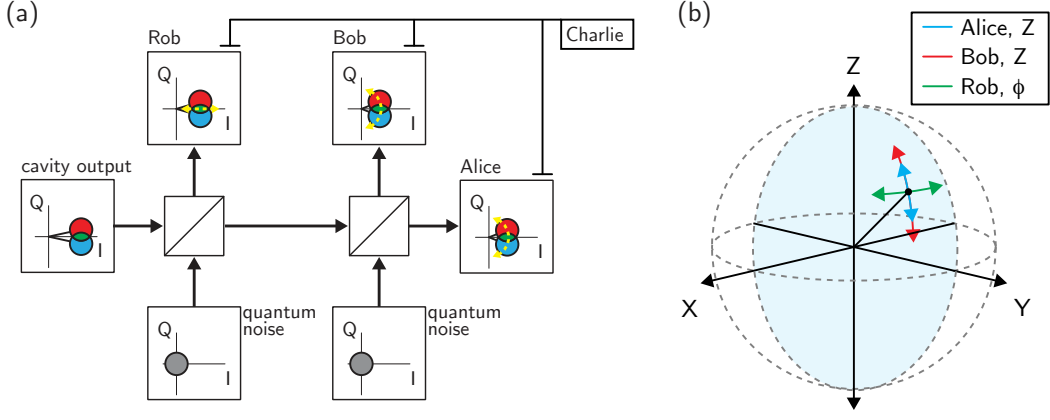 (a)
Rob
Bob
Charlie
Q
I
Q
I
cavity output
Alice
Q
I
Q
I
quantum
noise
quantum
noise
Q
I
Q
I
(b)
Alice, Z
Bob, Z
Rob, ϕ
Z
X
Y